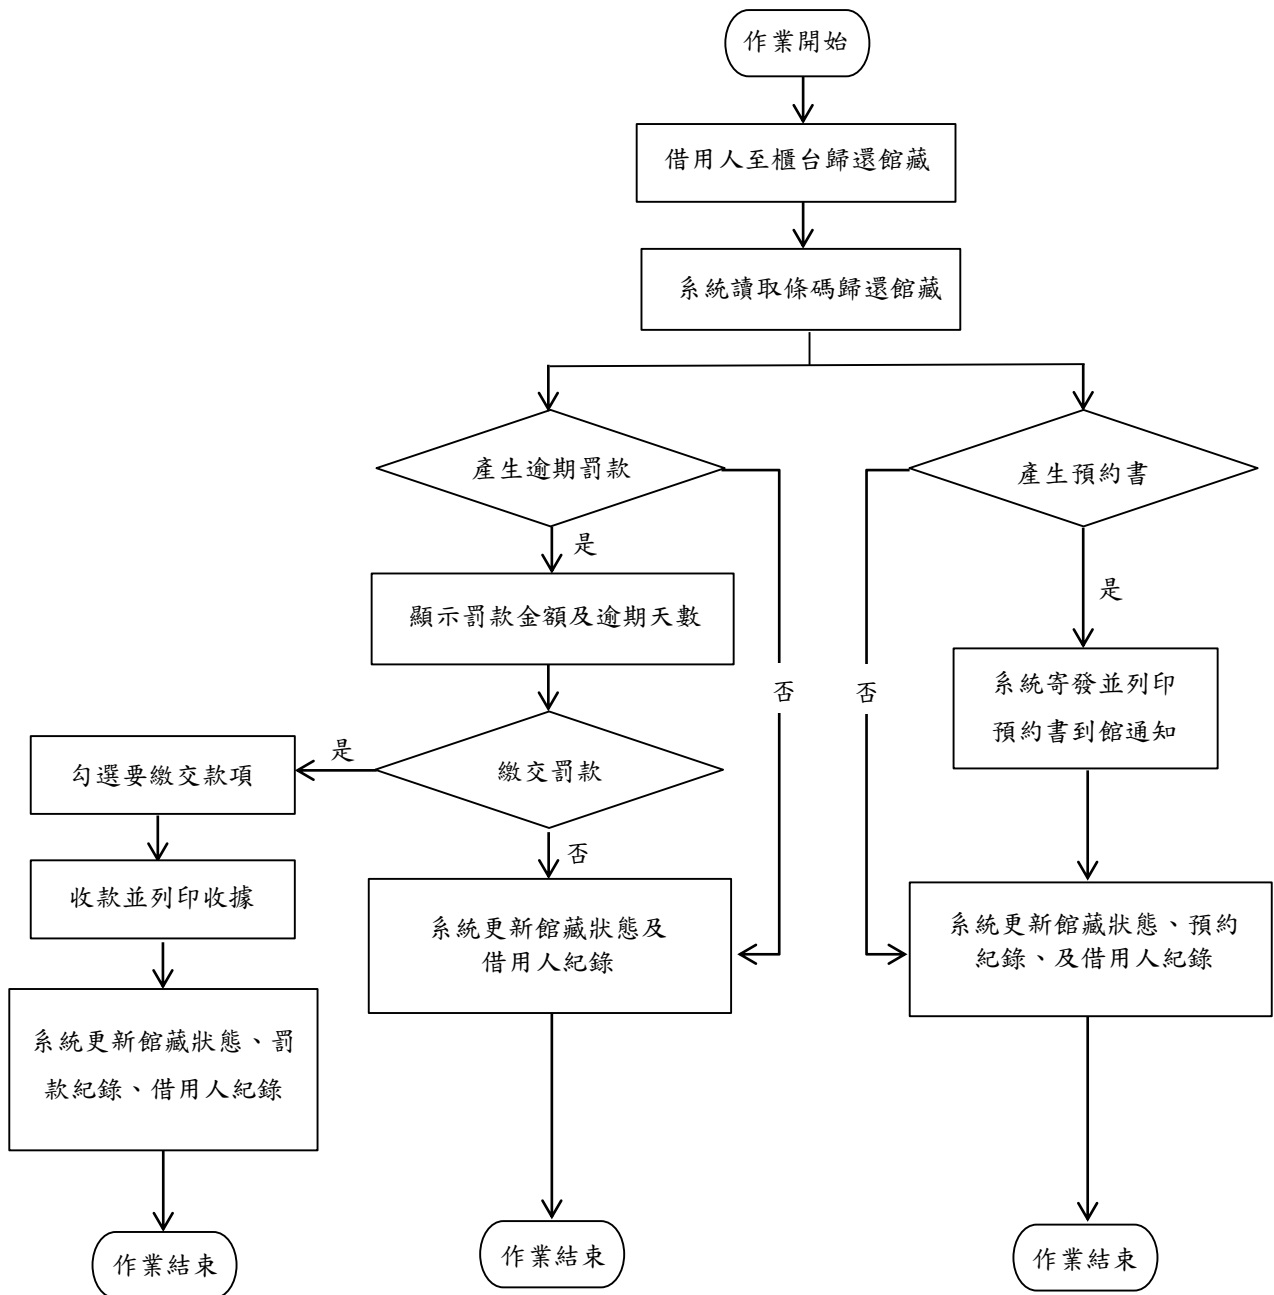 作業開始
借用人至櫃台歸還館藏
系統讀取條碼歸還館藏
產生逾期罰款
產生預約書
是
顯示罰款金額及逾期天數
是
系統寄發並列印
預約書到館通知
否
否
是
勾選要繳交款項
繳交罰款
否
收款並列印收據
系統更新館藏狀態及
借用人紀錄
系統更新館藏狀態、預約
紀錄、及借用人紀錄
系統更新館藏狀態、罰
款紀錄、借用人紀錄
作業結束
作業結束
作業結束